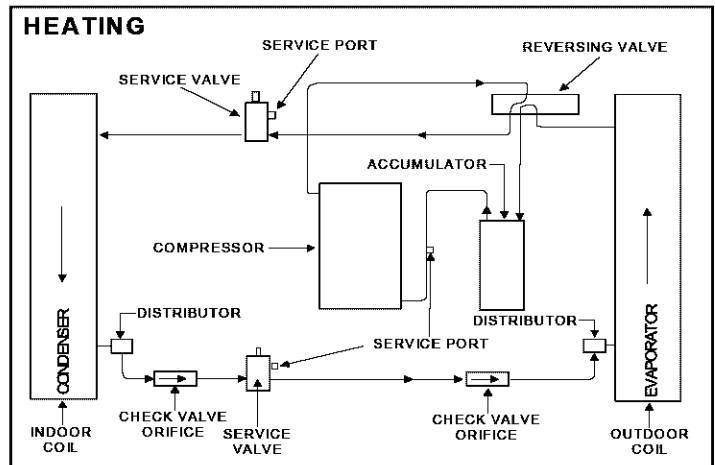 HEATING
SERVICE PORT
REVERSING VALVE
SERVICE VALVE
ACCUMULATOR
COMPRESSOR
CONDENSER
EVAPORATOR
DISTRIBUTOR
DISTRIBUTOR
SERVICE PORT
INDOOR
COIL
CHECK VALVE
ORIFICE
SERVICE
VALVE
CHECK VALVE
ORIFICE
OUTDOOR
COIL